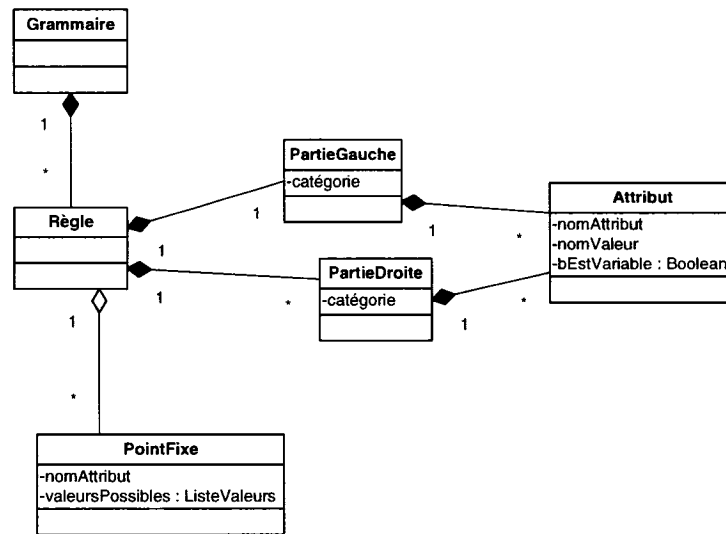 Grammaire
1
*
Règle
1
1
1
*
PartieGauche
-catégorie
1
*
PartieDroite
-catégorie
1
*
Attribut
-nomAttribut
-nomValeur
-bEstVariable : Boolean
1
*
PointFixe
-nomAttribut
-valeursPossibles : ListeValeurs